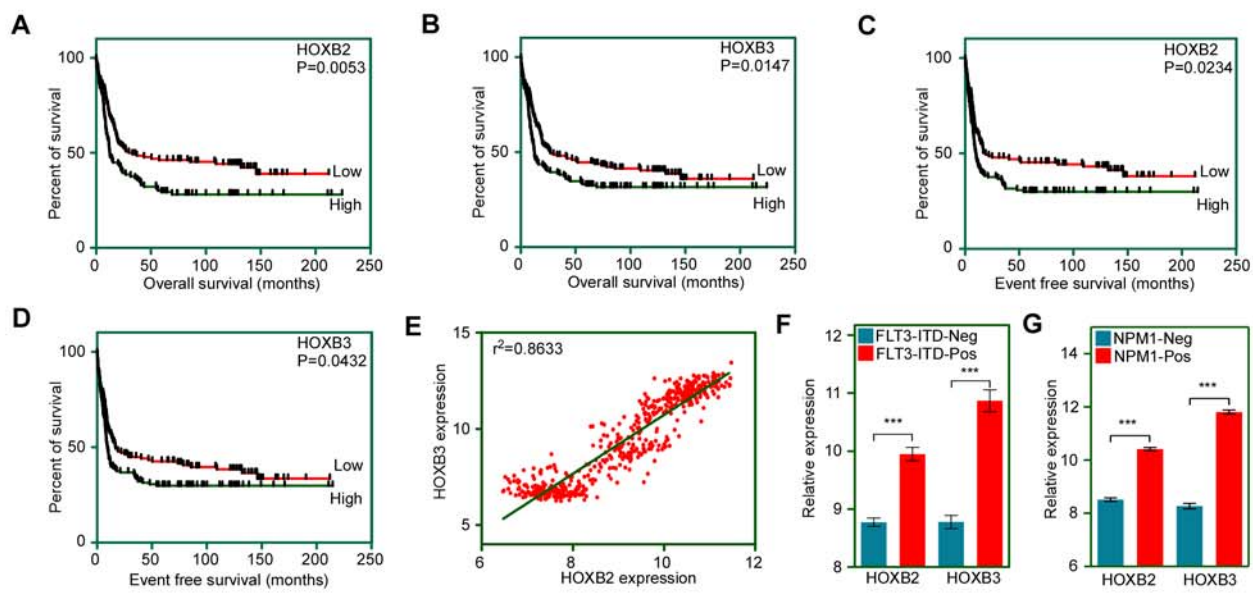 A
HOXB2
P=0.0053
100
50
0
Percent of survival
Low
High
0 50 100 150 200 250
Overall survival (months)
B
HOXB3
P=0.0147
100
50
0
Percent of survival
Low
High
0 50 100 150 200 250
Overall survival (months)
C
HOXB2
P=0.0234
100
50
0
Percent of survival
Low
High
0 50 100 150 200 250
Event free survival (months)
D
HOXB3
P=0.0432
100
50
0
Percent of survival
Low
High
0 50 100 150 200 250
Event free survival (months)
E
r²=0.8633
15
10
5
HOXB3 expression
6 8 10 12
HOXB2 expression
F
FLT3-ITD-Neg
FLT3-ITD-Pos
12
11
10
9
8
Relative expression
***
***
HOXB2 HOXB3
G
NPM1-Neg
NPM1-Pos
14
12
10
8
6
Relative expression
***
***
HOXB2 HOXB3